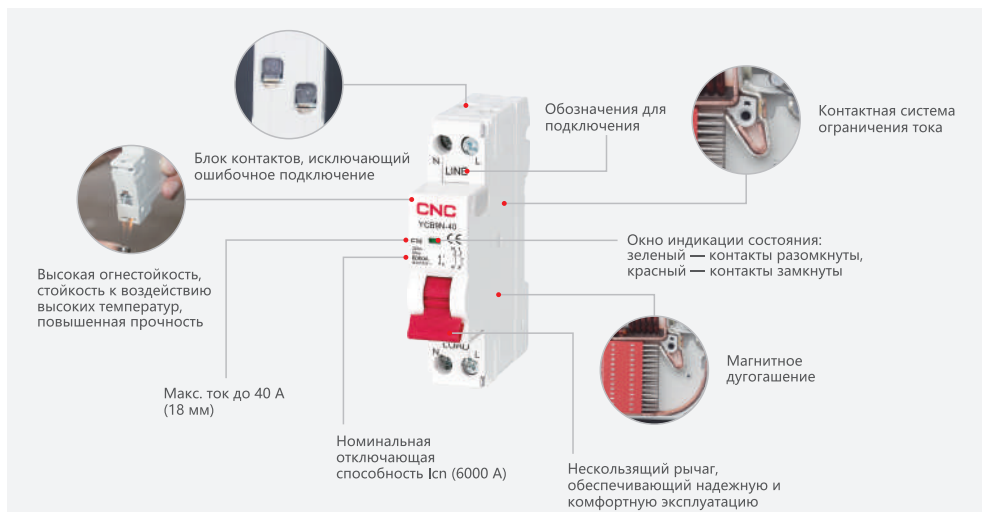 Обозначения для
подключения
Контактная система
ограничения тока
Блок контактов, исключающий
ошибочное подключение
N L
LINE
CNC
YCB9N-40
Окно индикации состояния:
зеленый — контакты разомкнуты,
красный — контакты замкнуты
Высокая огнестойкость,
стойкость к воздействию
высоких температур,
повышенная прочность
LOAD
N L
Магнитное
дугогашение
Макс. ток до 40 А
(18 мм)
Номинальная
отключающая
способность Icn (6000 А)
Нескользящий рычаг,
обеспечивающий надежную и
комфортную эксплуатацию